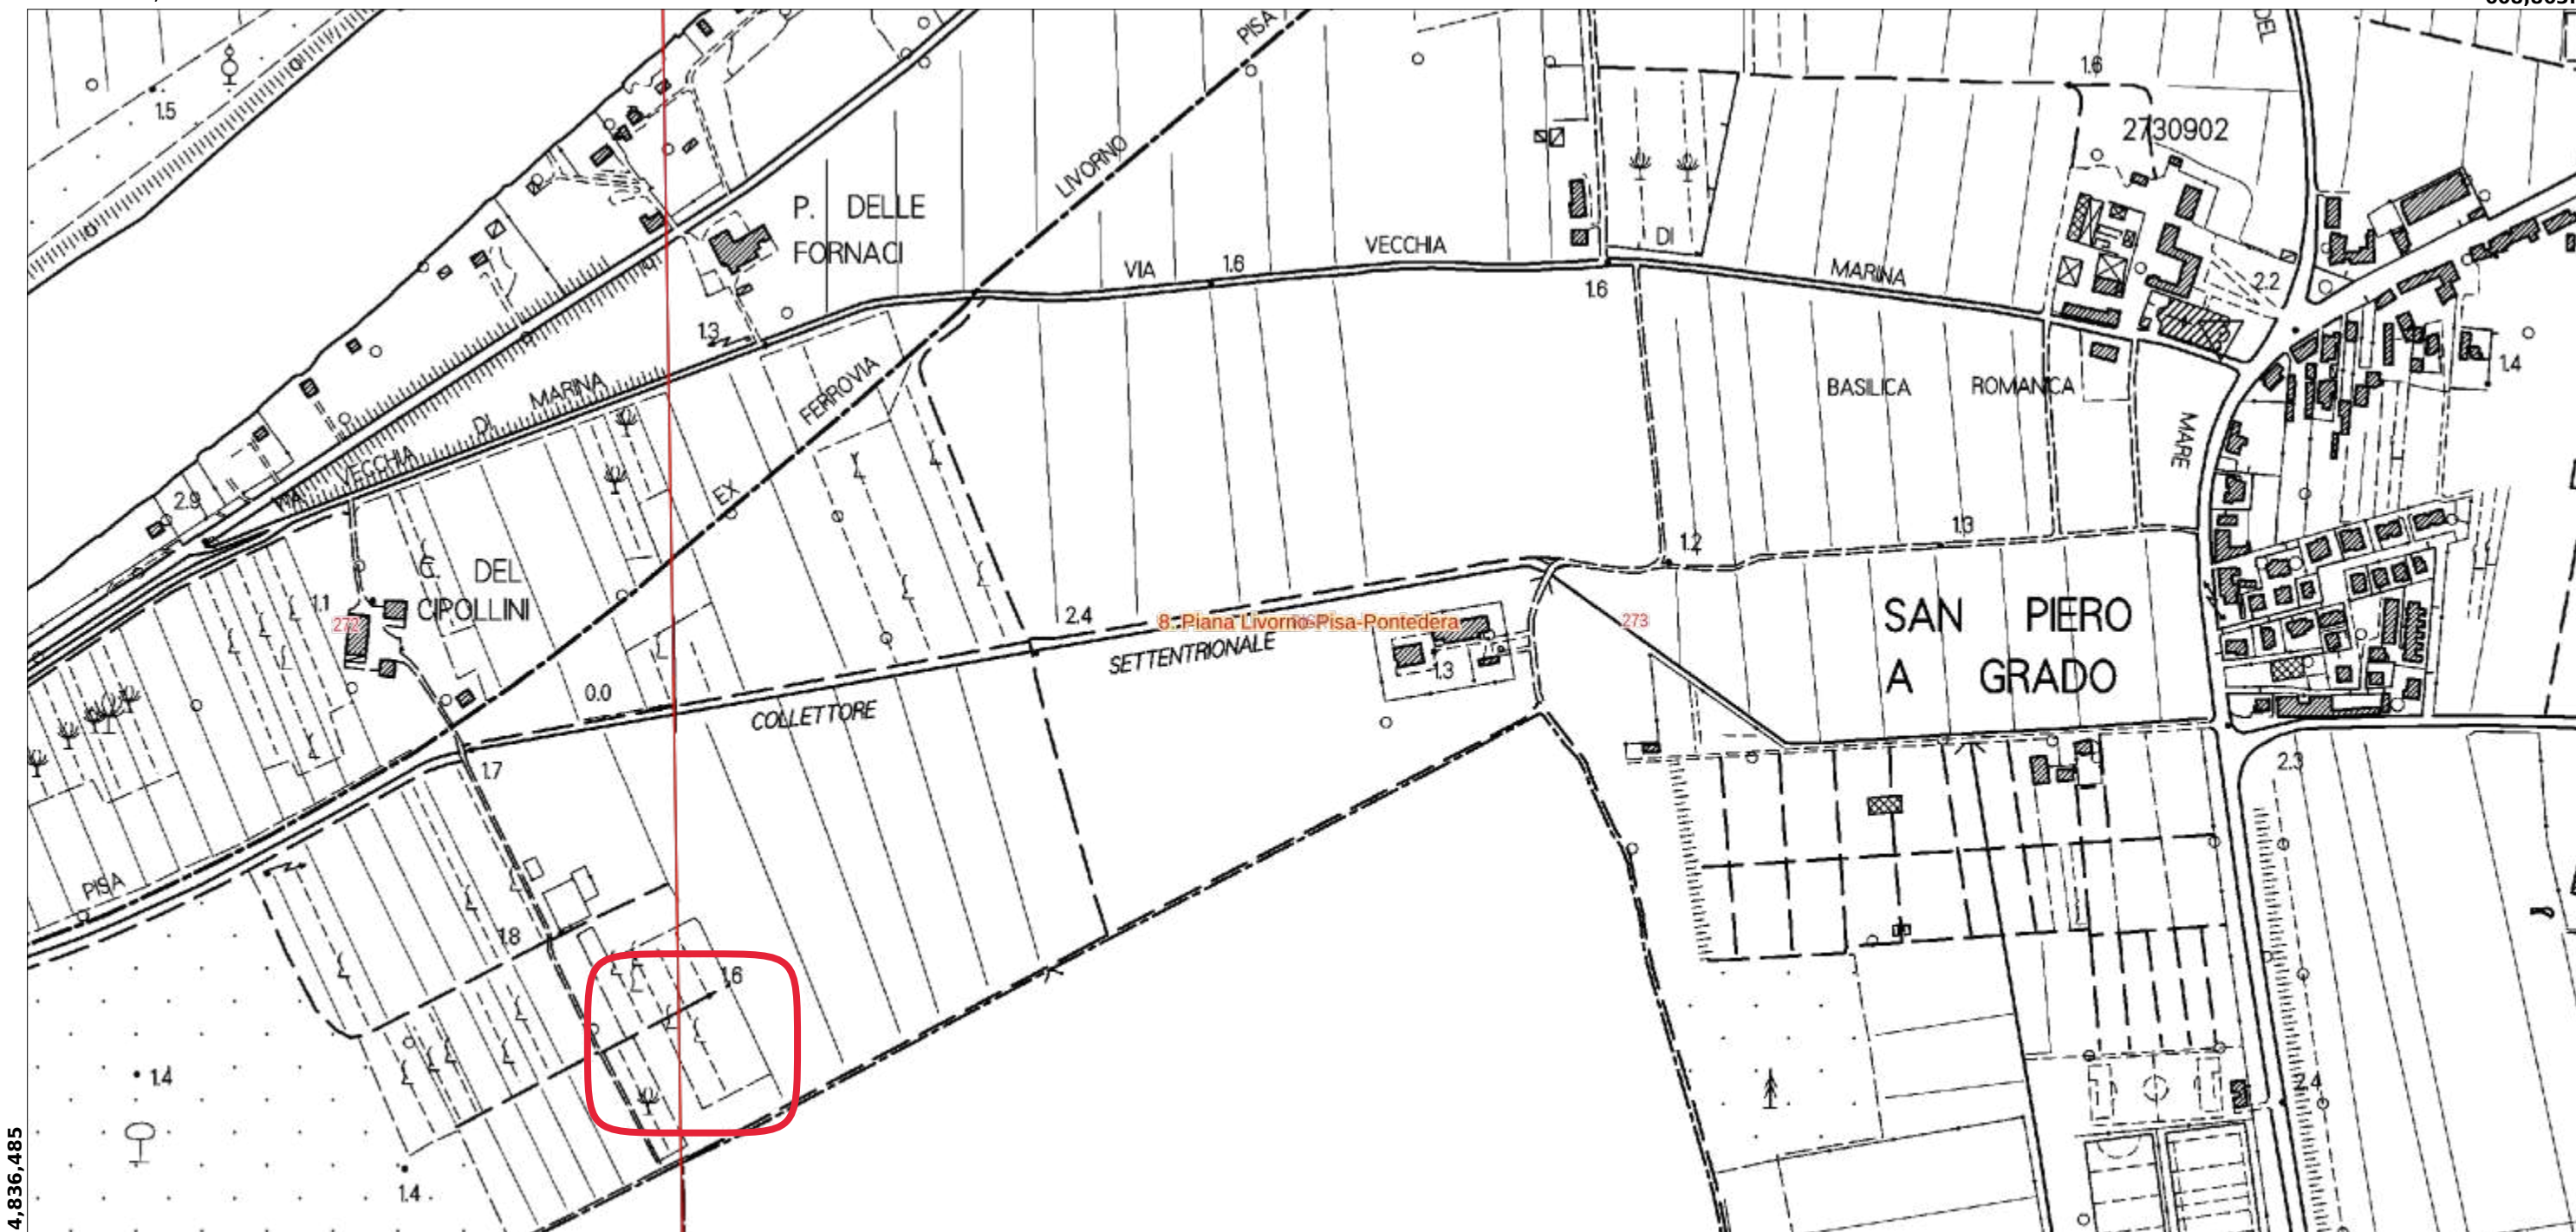 PISA
DEL
1.6
1.5
2730902
LIVORNO
P. DELLE
FORNACI
DI
VECCHIA
VIA
1.6
MARINA
1.6
2.2
1.3
FERROVIA
MARINA
DI
VECCHIA
VIA
BASILICA ROMANICA
1.4
MARE
EX
2.9
1.3
1.2
C. DEL
CIPOLLINI
1.1
272
2.4
8. Piana Livorno-Pisa-Pontedera
273
SETTENTRIONALE
1.3
SAN PIERO
A GRADO
0.0
COLLETTORE
1.7
2.3
PISA
1.8
1.6
1.4
2.4
1.4
4,836,485